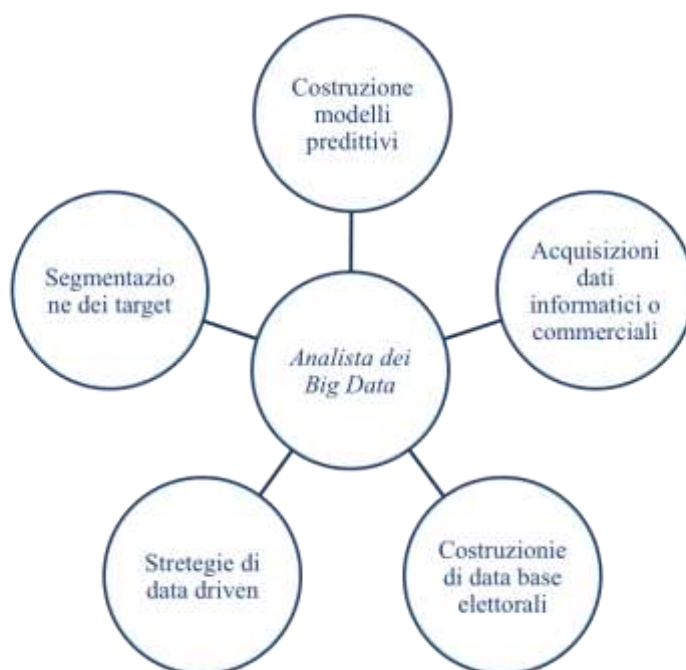 Costruzione
modelli
predittivi
Acquisizioni
dati
informatici o
commerciali
Segmentazio
ne dei target
Analista dei
Big Data
Stretegie di
data driven
Costruzionie
di data base
elettorali